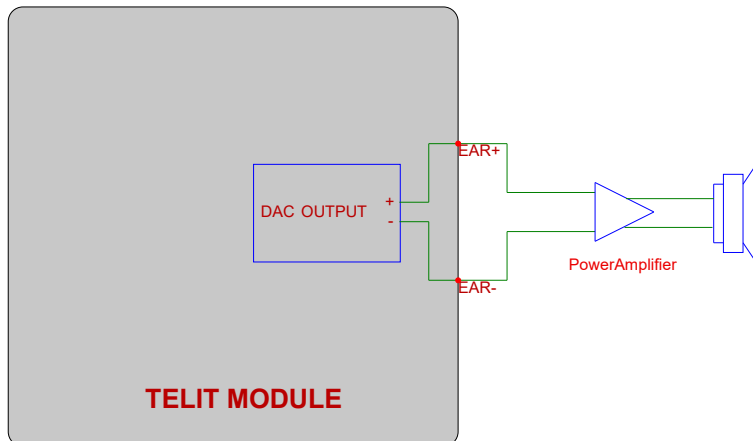 EAR+
DAC OUTPUT
+
-
PowerAmplifier
EAR-
TELIT MODULE